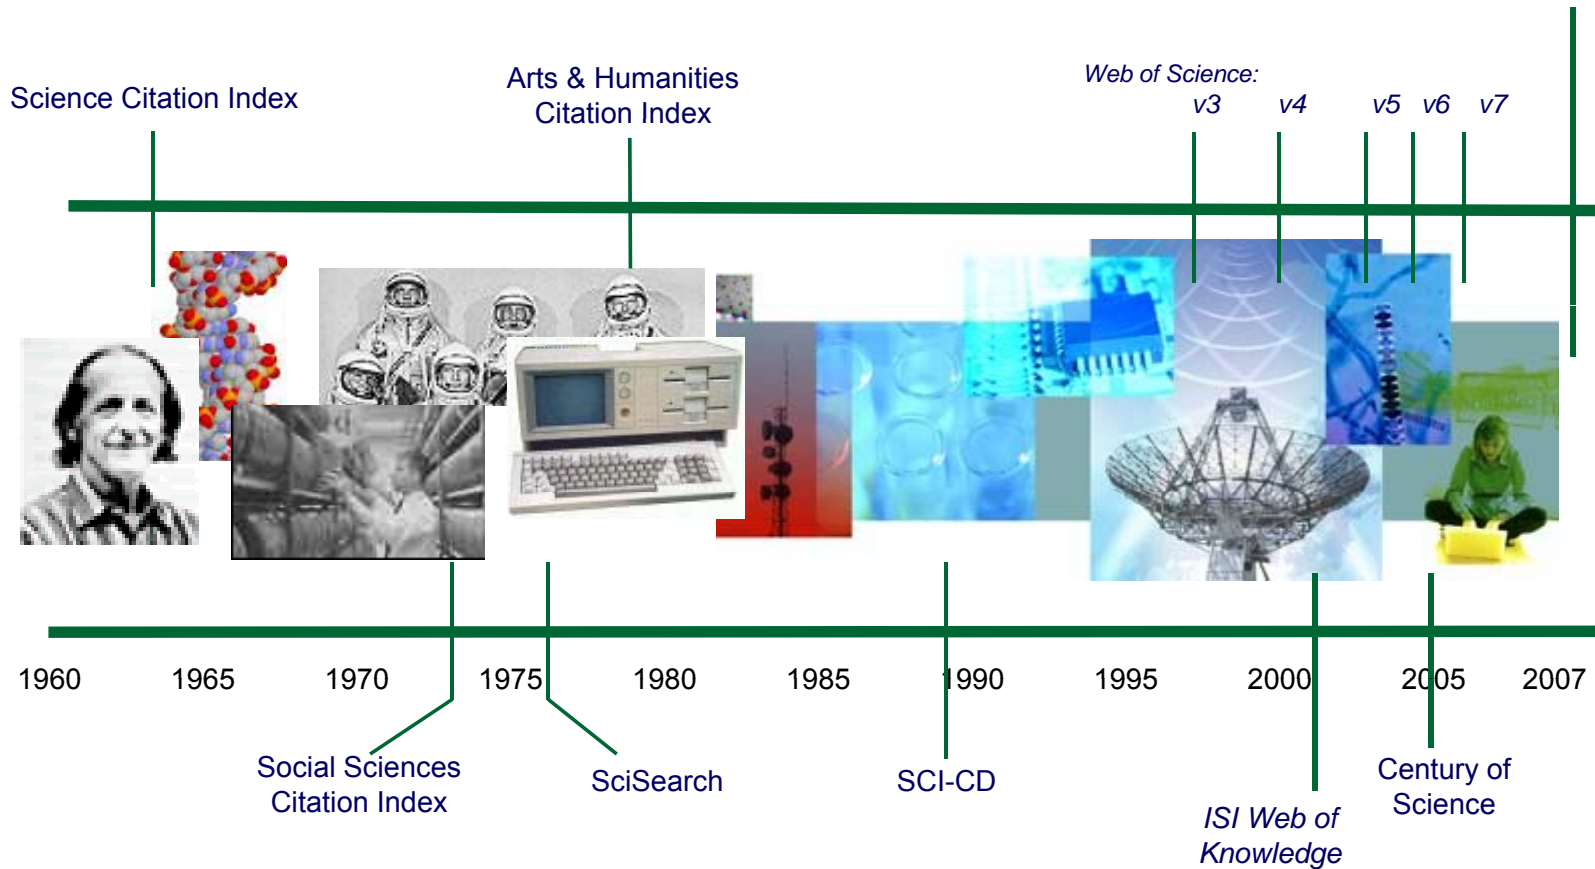 Science Citation Index
Arts & Humanities
Citation Index
Web of Science:
v3 v4 v5 v6 v7
1960 1965 1970 1975 1980 1985 1990 1995 2000 2005 2007
Social Sciences
Citation Index
SciSearch
SCI-CD
ISI Web of
Knowledge
Century of
Science